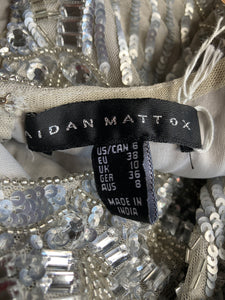 AIDAN MATTOX
US/CAN 6
EU 38
UK 10
GER 36
AUS 8
MADE IN
INDIA